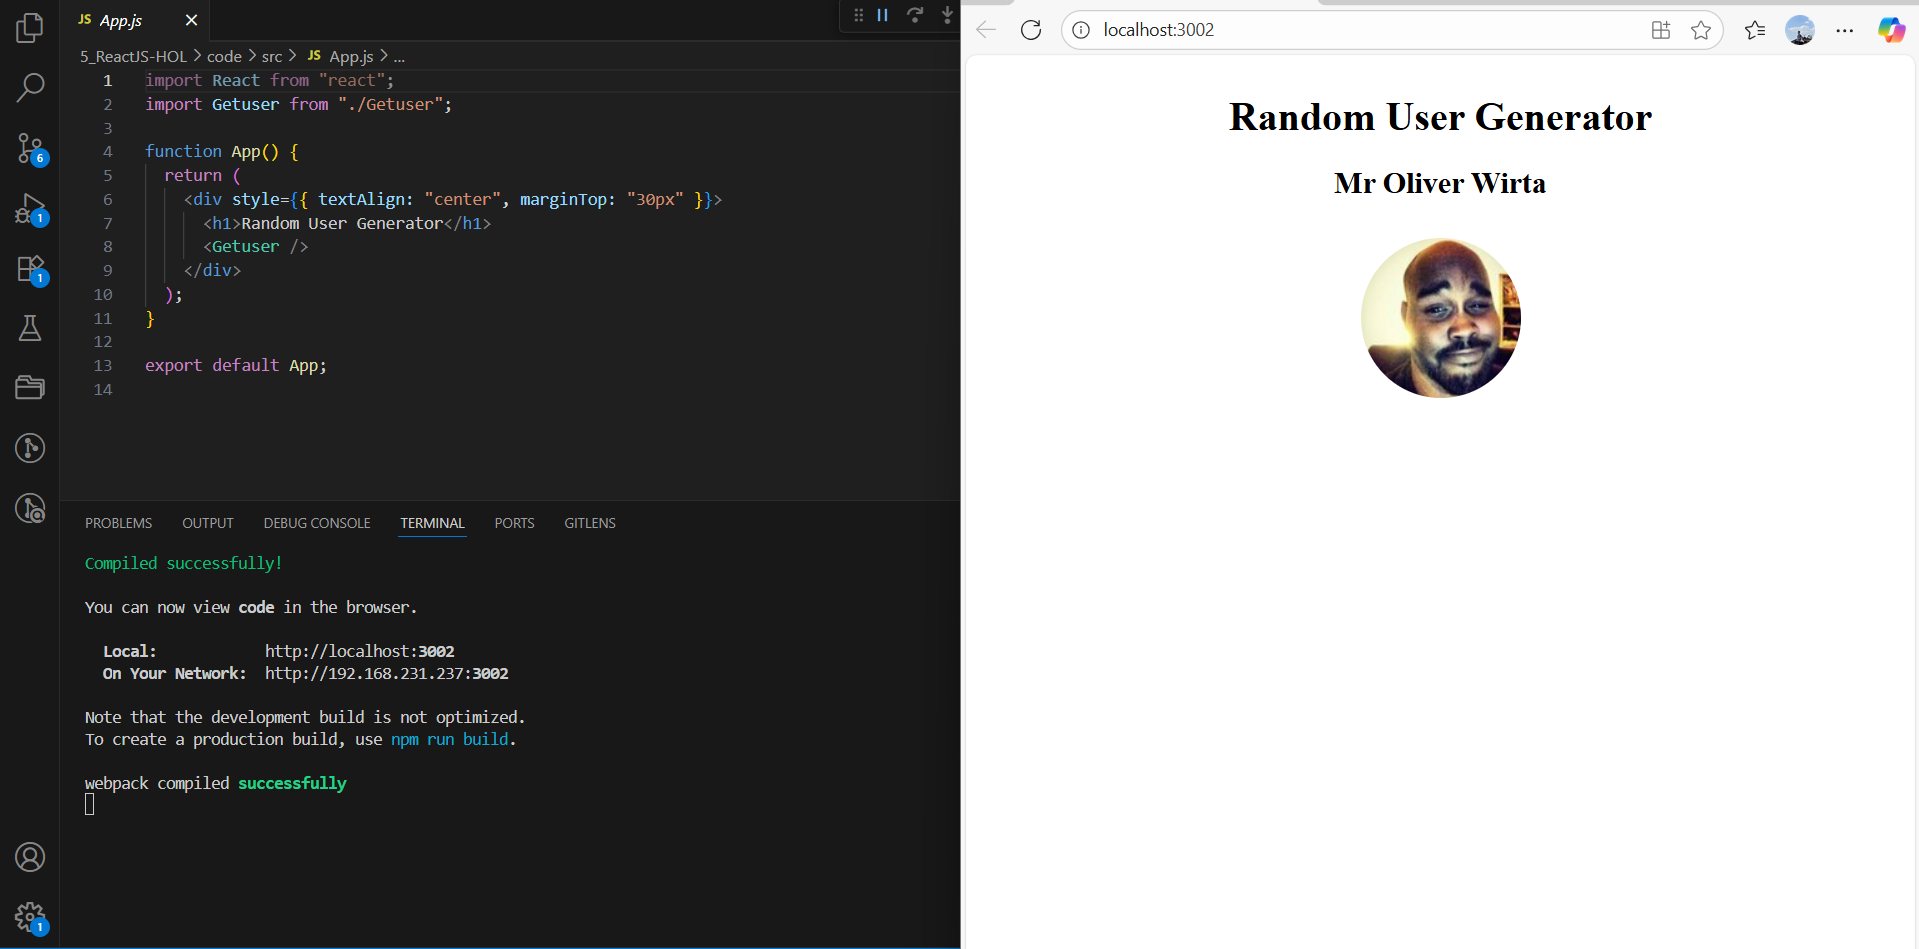 JS App.js
5_ReactJS-HOL > code > src > JS App.js > ...
1 import React from "react";
2 import Getuser from "./Getuser";
3
4 function App() {
5 return (
6 <div style={{ textAlign: "center", marginTop: "30px" }}>
7 <h1>Random User Generator</h1>
8 <Getuser />
9 </div>
10 );
11 }
12
13 export default App;
14
6
1
1
1
PROBLEMS OUTPUT DEBUG CONSOLE TERMINAL PORTS GITLENS
Compiled successfully!
You can now view code in the browser.
Local: http://localhost:3002
On Your Network: http://192.168.231.237:3002
Note that the development build is not optimized.
To create a production build, use npm run build.
webpack compiled successfully
localhost:3002
Random User Generator
Mr Oliver Wirta